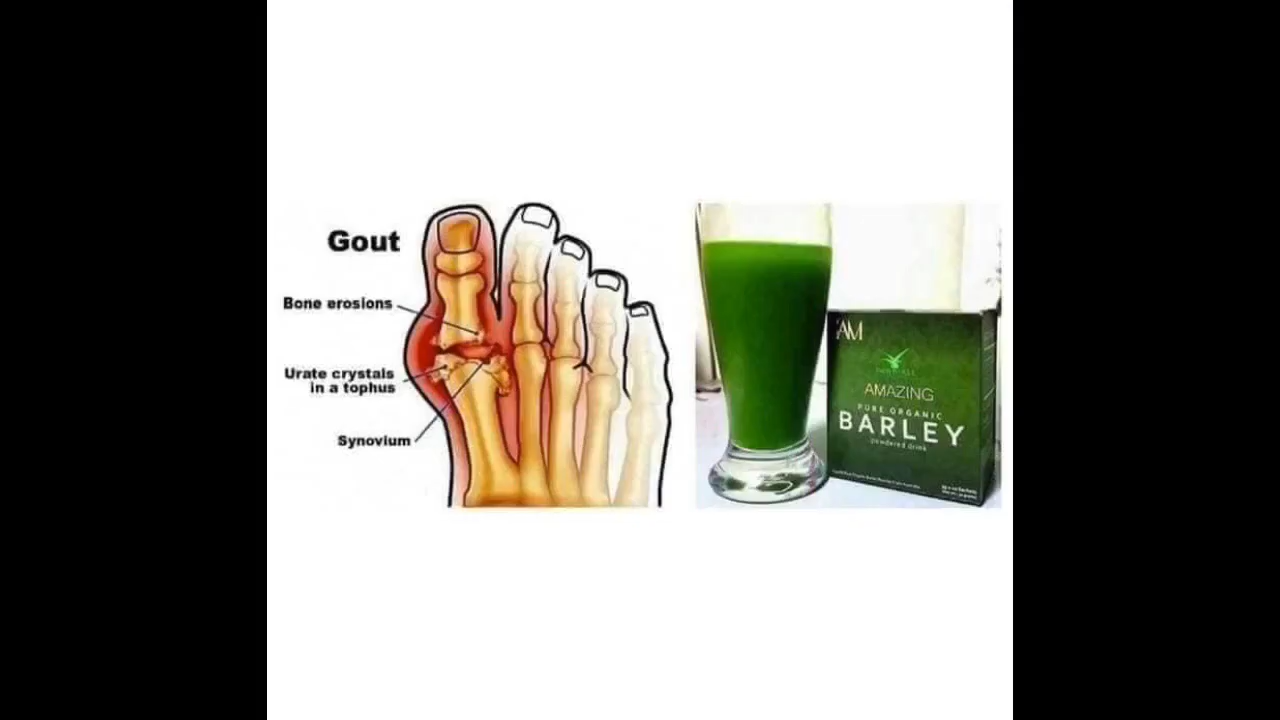 Gout
Bone erosions
Urate crystals
in a tophus
Synovium
AM
AMAZING
PURE ORGANIC
BARLEY
powdered drink